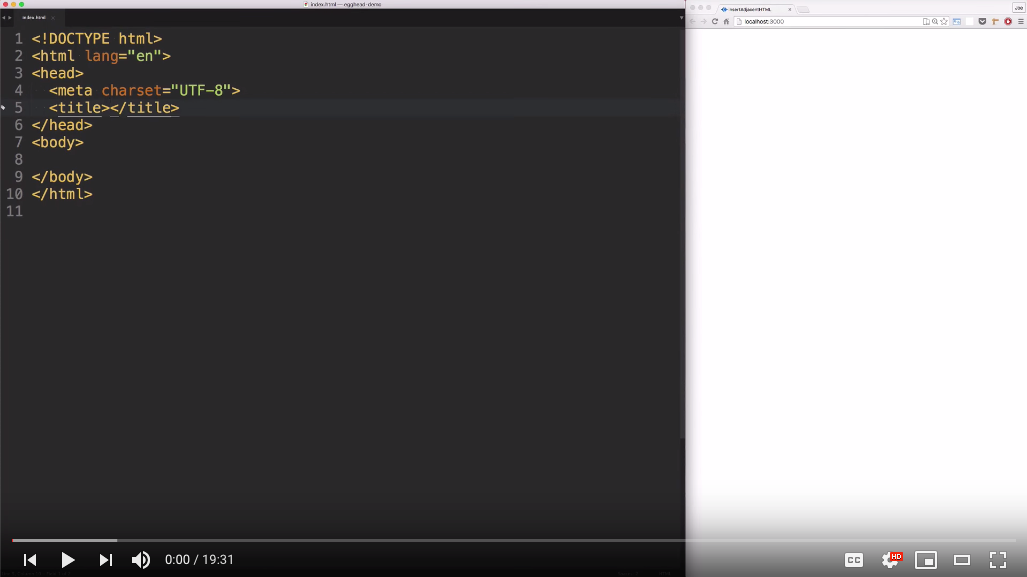 index.html — egghead-demo
index.html
insertAdjacentHTML
JOE
localhost:3000
1 <!DOCTYPE html>
2 <html lang="en">
3 <head>
4 <meta charset="UTF-8">
5 <title></title>
6 </head>
7 <body>
8
9 </body>
10 </html>
11
0:00 / 19:31
CC
HD